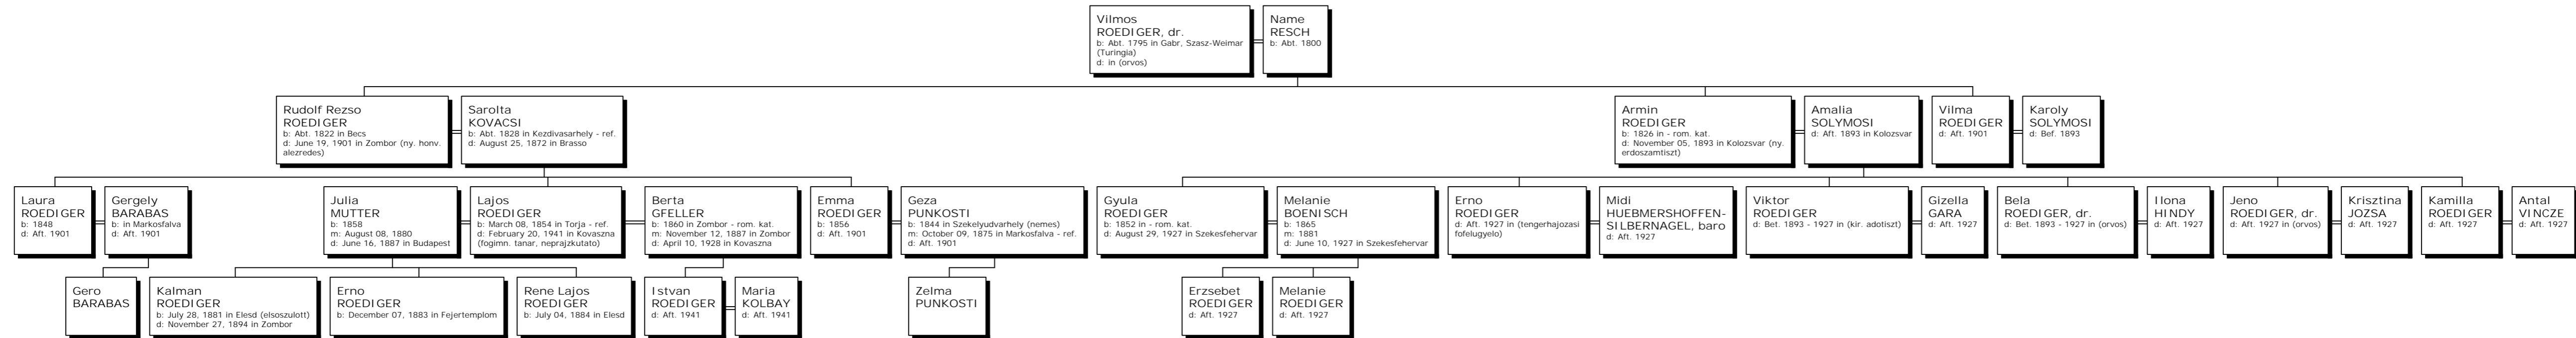 Vilmos
ROEDIGER, dr.
b: Abt. 1795 in Gabr, Szasz-Weimar
(Turingia)
d: in (orvos)
Name
RESCH
b: Abt. 1800
Rudolf Rezso
ROEDIGER
b: Abt. 1822 in Becs
d: June 19, 1901 in Zombor (ny. honv.
alezredes)
Sarolta
KOVACSI
b: Abt. 1828 in Kezdivasarhely - ref.
d: August 25, 1872 in Brasso
Armin
ROEDIGER
b: 1826 in - rom. kat.
d: November 05, 1893 in Kolozsvar (ny.
erdoszamtiszt)
Amalia
SOLYMOSI
d: Aft. 1893 in Kolozsvar
Vilma
ROEDIGER
d: Aft. 1901
Karoly
SOLYMOSI
d: Bef. 1893
Laura
ROEDIGER
b: 1848
d: Aft. 1901
Gergely
BARABAS
b: in Markosfalva
d: Aft. 1901
Julia
MUTTER
b: 1858
m: August 08, 1880
d: June 16, 1887 in Budapest
Lajos
ROEDIGER
b: March 08, 1854 in Torja - ref.
d: February 20, 1941 in Kovaszna
(fogimn. tanar, neprajzkutato)
Berta
GFELLER
b: 1860 in Zombor - rom. kat.
m: November 12, 1887 in Zombor
d: April 10, 1928 in Kovaszna
Emma
ROEDIGER
b: 1856
d: Aft. 1901
Geza
PUNKOSTI
b: 1844 in Szekelyudvarhely (nemes)
m: October 09, 1875 in Markosfalva - ref.
d: Aft. 1901
Gyula
ROEDIGER
b: 1852 in - rom. kat.
d: August 29, 1927 in Szekesfehervar
Melanie
BOENISCH
b: 1865
m: 1881
d: June 10, 1927 in Szekesfehervar
Erno
ROEDIGER
d: Aft. 1927 in (tengerhajozasi
fofelugyelo)
Midi
HUEBMERSHOFFEN-
SILBERNAGEL, baro
d: Aft. 1927
Viktor
ROEDIGER
d: Bet. 1893 - 1927 in (kir. adotiszt)
Gizella
GARA
d: Aft. 1927
Bela
ROEDIGER, dr.
d: Bet. 1893 - 1927 in (orvos)
Ilona
HINDY
d: Aft. 1927
Jeno
ROEDIGER, dr.
d: Aft. 1927 in (orvos)
Krisztina
JOZSA
d: Aft. 1927
Kamilla
ROEDIGER
d: Aft. 1927
Antal
VINCZE
d: Aft. 1927
Gero
BARABAS
Kalman
ROEDIGER
b: July 28, 1881 in Elesd (elsoszulott)
d: November 27, 1894 in Zombor
Erno
ROEDIGER
b: December 07, 1883 in Fejertemplom
Rene Lajos
ROEDIGER
b: July 04, 1884 in Elesd
Istvan
ROEDIGER
d: Aft. 1941
Maria
KOLBAY
d: Aft. 1941
Zelma
PUNKOSTI
Erzsebet
ROEDIGER
d: Aft. 1927
Melanie
ROEDIGER
d: Aft. 1927